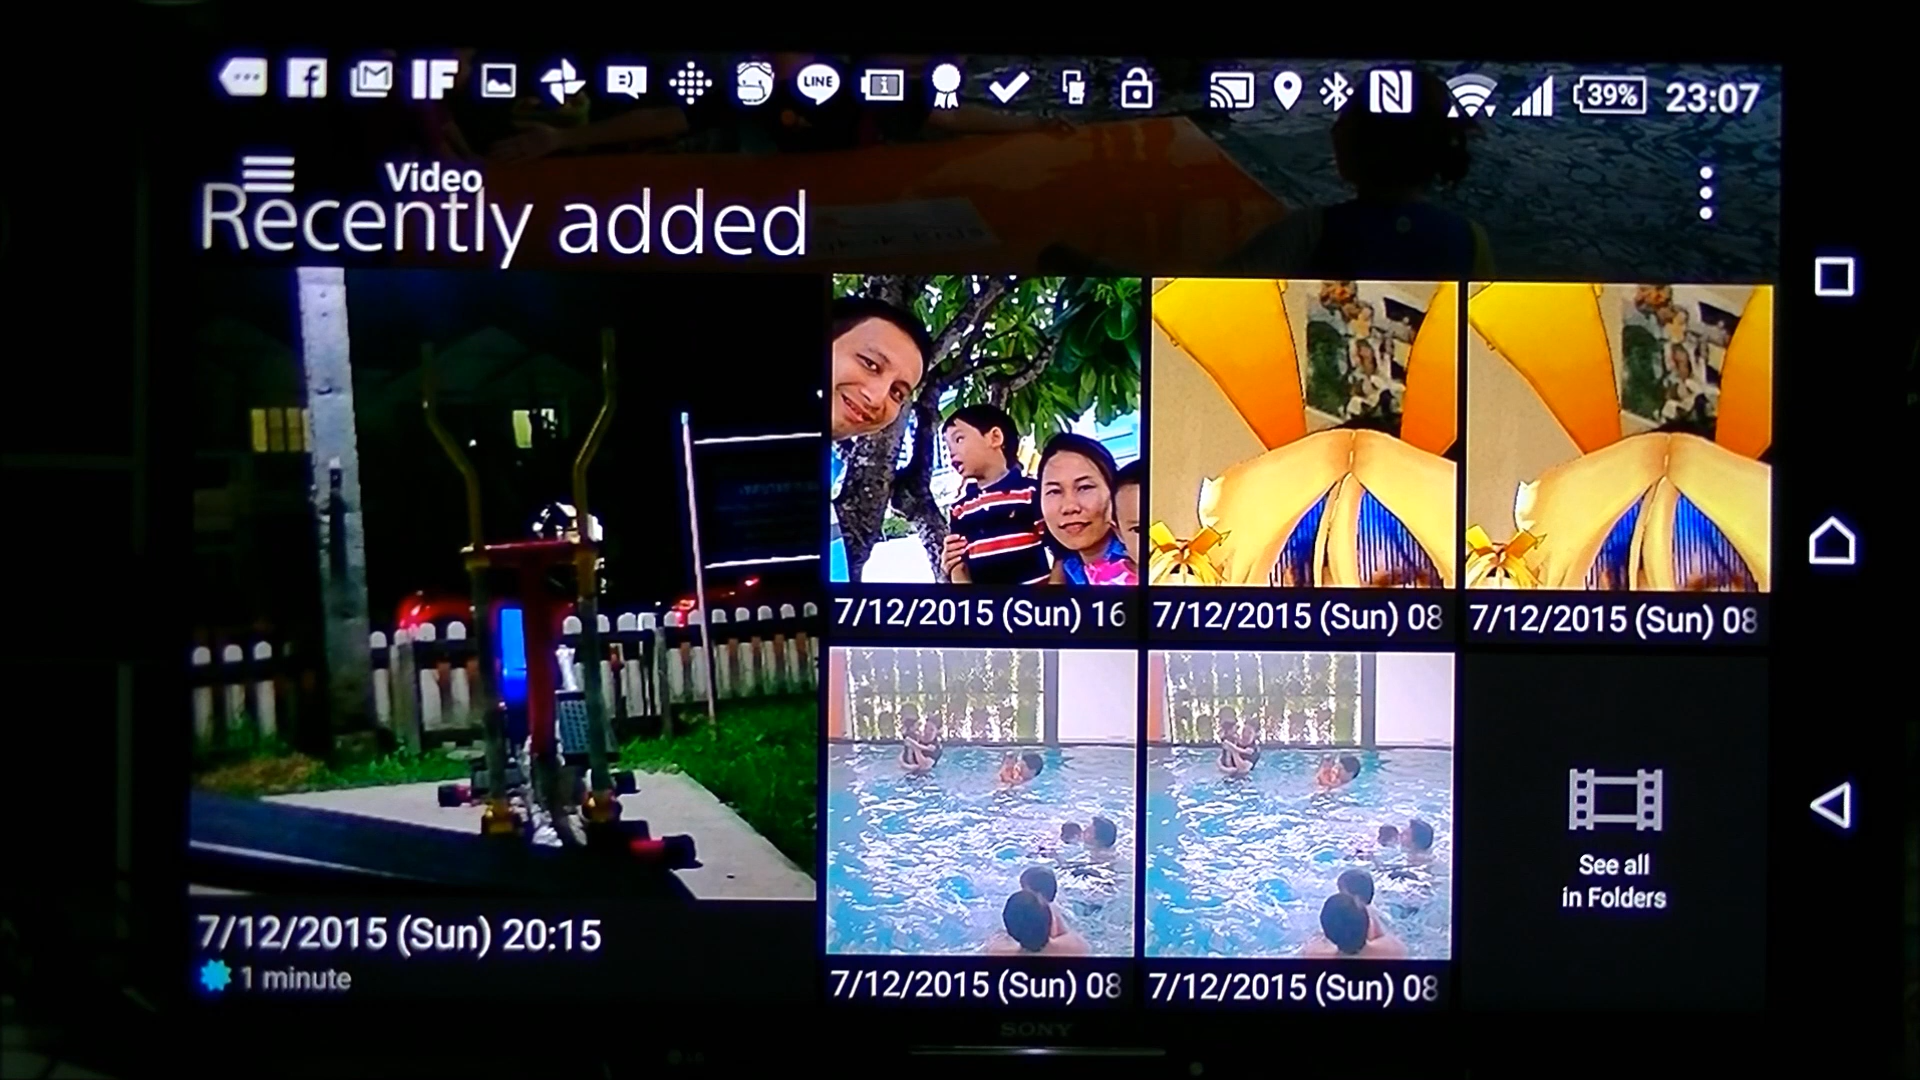 LINE
39%
23:07
Video
Recently added
7/12/2015 (Sun) 16
7/12/2015 (Sun) 08
7/12/2015 (Sun) 08
See all
in Folders
7/12/2015 (Sun) 20:15
1 minute
7/12/2015 (Sun) 08
7/12/2015 (Sun) 08
SONY